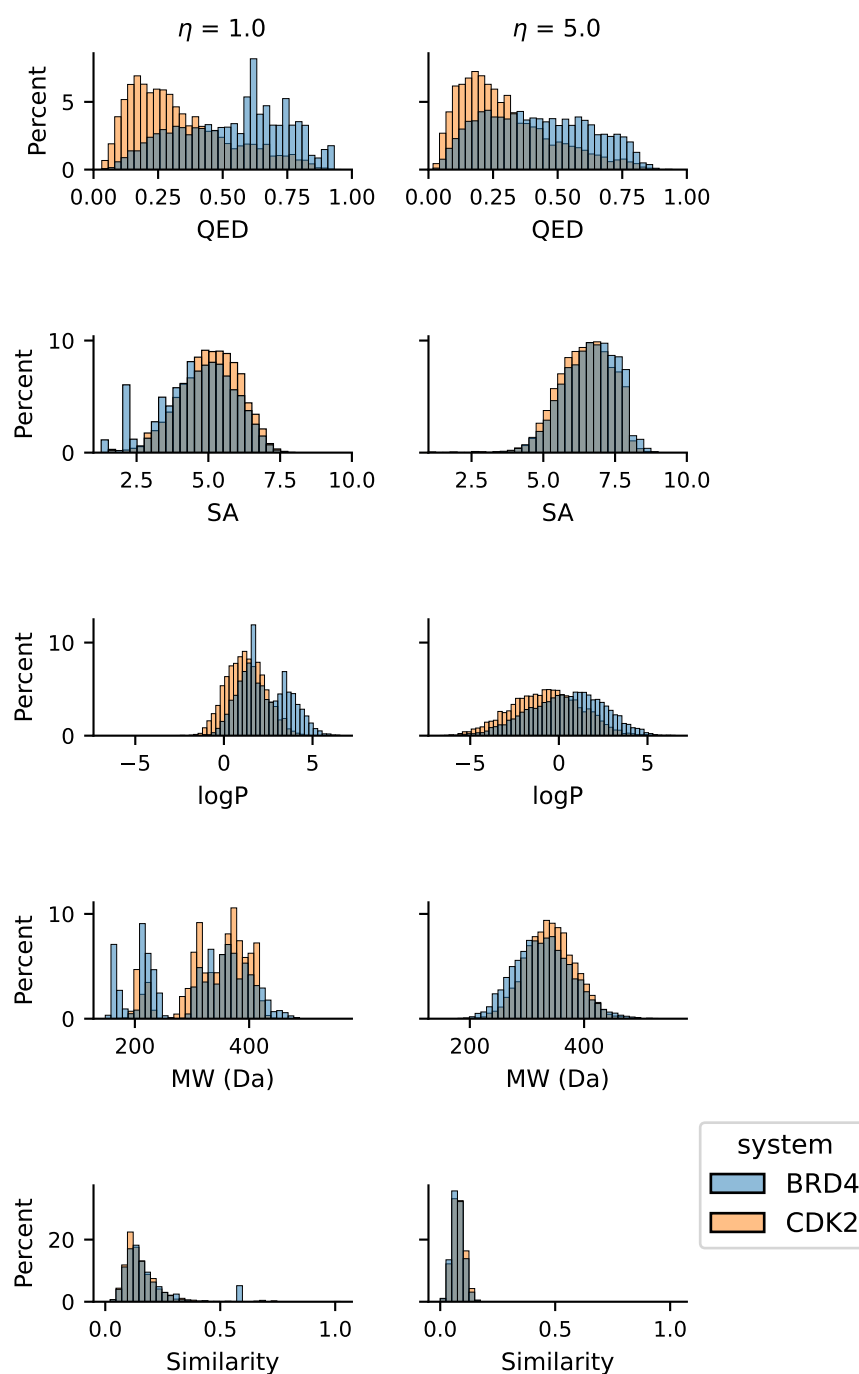 η = 1.0 η = 5.0
Percent
5
0
0.00 0.25 0.50 0.75 1.00 0.00 0.25 0.50 0.75 1.00
QED QED
Percent
10
0
2.5 5.0 7.5 10.0 2.5 5.0 7.5 10.0
SA SA
Percent
10
0
−5 0 5 −5 0 5
logP logP
Percent
10
0
200 400 200 400
MW (Da) MW (Da)
system
BRD4
CDK2
Percent
20
0
0.0 0.5 1.0 0.0 0.5 1.0
Similarity Similarity